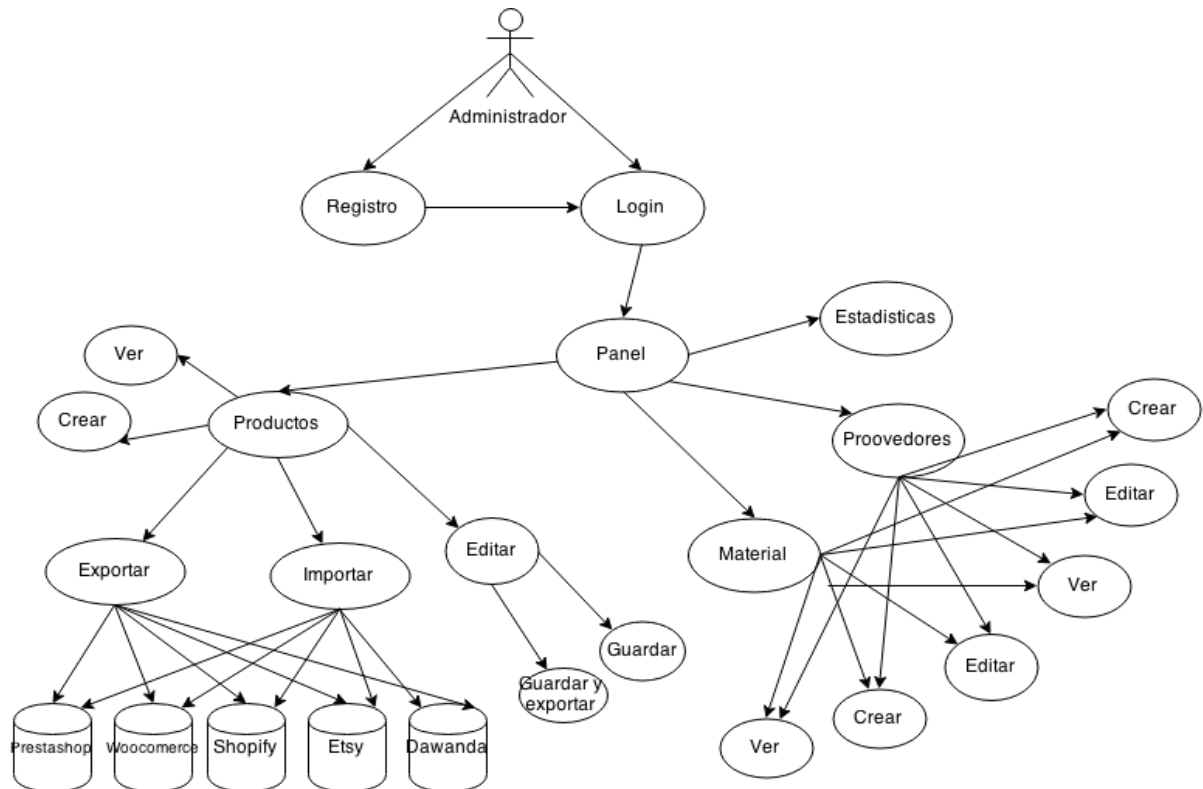 Administrador
Registro
Login
Panel
Estadisticas
Ver
Crear
Productos
Proovedores
Crear
Editar
Exportar
Importar
Editar
Material
Ver
Guardar
Editar
Guardar y
exportar
Crear
Ver
Prestashop
Woocomerce
Shopify
Etsy
Dawanda